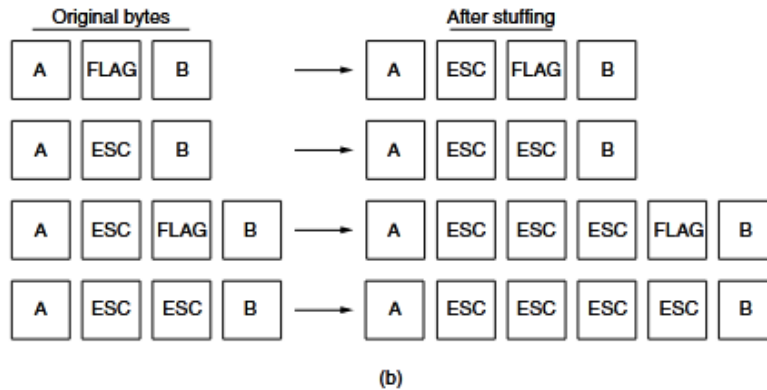 Original bytes After stuffing
A FLAG B A ESC FLAG B
A ESC B A ESC ESC B
A ESC FLAG B A ESC ESC ESC FLAG B
A ESC ESC B A ESC ESC ESC ESC B
(b)